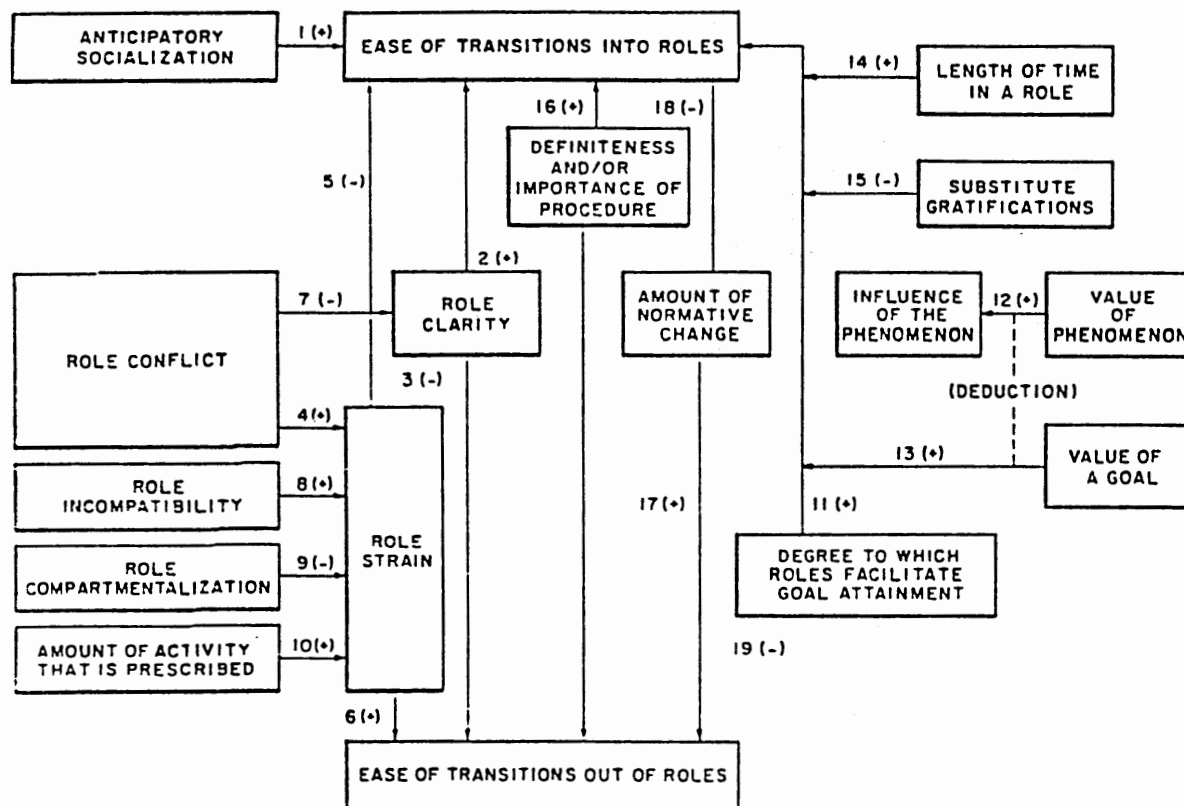 ANTICIPATORY
SOCIALIZATION
1 (+)
EASE OF TRANSITIONS INTO ROLES
14 (+)
LENGTH OF TIME
IN A ROLE
16 (+)
18 (-)
DEFINITENESS
AND/OR
IMPORTANCE OF
PROCEDURE
5 (-)
15 (-)
SUBSTITUTE
GRATIFICATIONS
2 (+)
7 (-)
ROLE
CLARITY
AMOUNT OF
NORMATIVE
CHANGE
INFLUENCE
OF THE
PHENOMENON
12 (+)
VALUE
OF
PHENOMENON
ROLE CONFLICT
3 (-)
(DEDUCTION)
4 (+)
13 (+)
VALUE OF
A GOAL
ROLE
INCOMPATIBILITY
8 (+)
ROLE
STRAIN
17 (+)
11 (+)
ROLE
COMPARTMENTALIZATION
9 (-)
DEGREE TO WHICH
ROLES FACILITATE
GOAL ATTAINMENT
AMOUNT OF ACTIVITY
THAT IS PRESCRIBED
10 (+)
19 (-)
6 (+)
EASE OF TRANSITIONS OUT OF ROLES